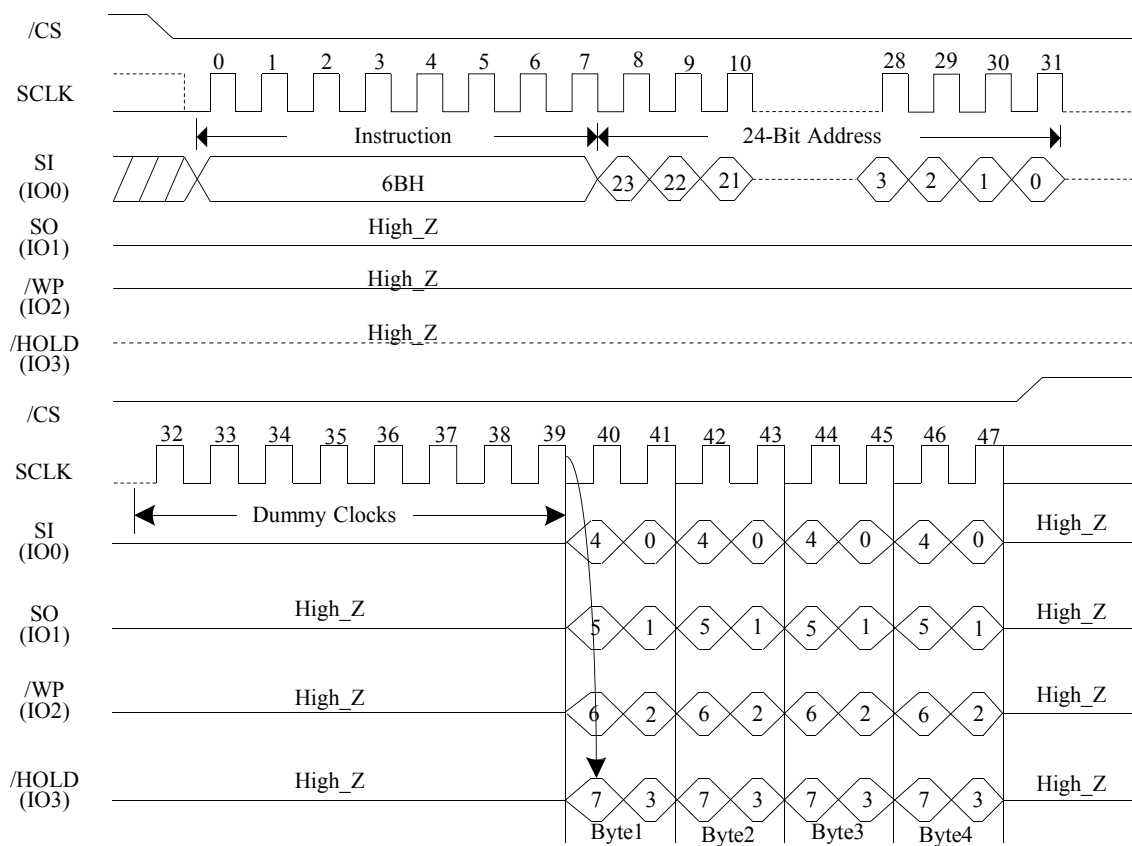 /CS
0 1 2 3 4 5 6 7 8 9 10 28 29 30 31
SCLK
Instruction 24-Bit Address
SI
(IO0)
6BH 23 22 21 3 2 1 0
SO
(IO1)
High_Z
/WP
(IO2)
High_Z
/HOLD
(IO3)
High_Z
/CS
32 33 34 35 36 37 38 39 40 41 42 43 44 45 46 47
SCLK
Dummy Clocks
SI
(IO0)
4 0 4 0 4 0 4 0 High_Z
SO
(IO1)
High_Z 5 1 5 1 5 1 5 1 High_Z
/WP
(IO2)
High_Z 6 2 6 2 6 2 6 2 High_Z
/HOLD
(IO3)
High_Z 7 3 7 3 7 3 7 3 High_Z
Byte1 Byte2 Byte3 Byte4